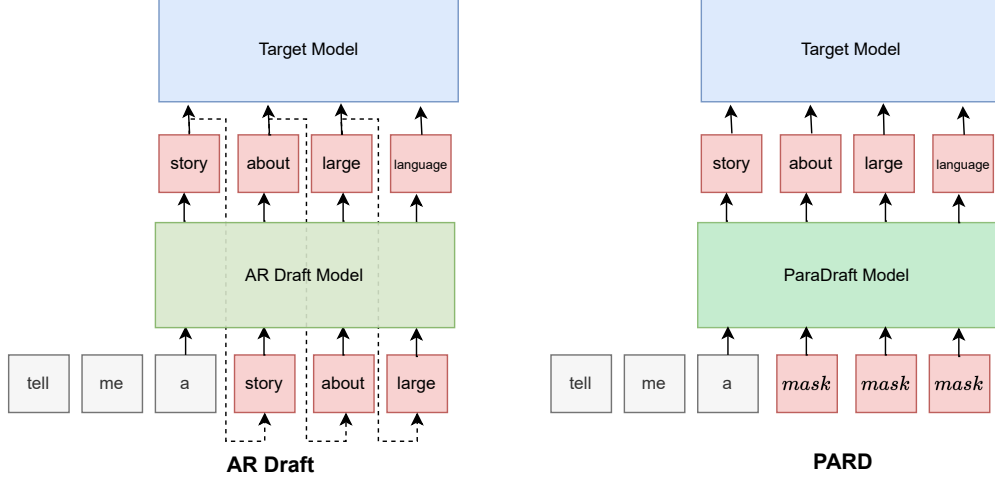 Target Model
story about large language
AR Draft Model
tell me a story about large
AR Draft
Target Model
story about large language
ParaDraft Model
tell me a mask mask mask
PARD